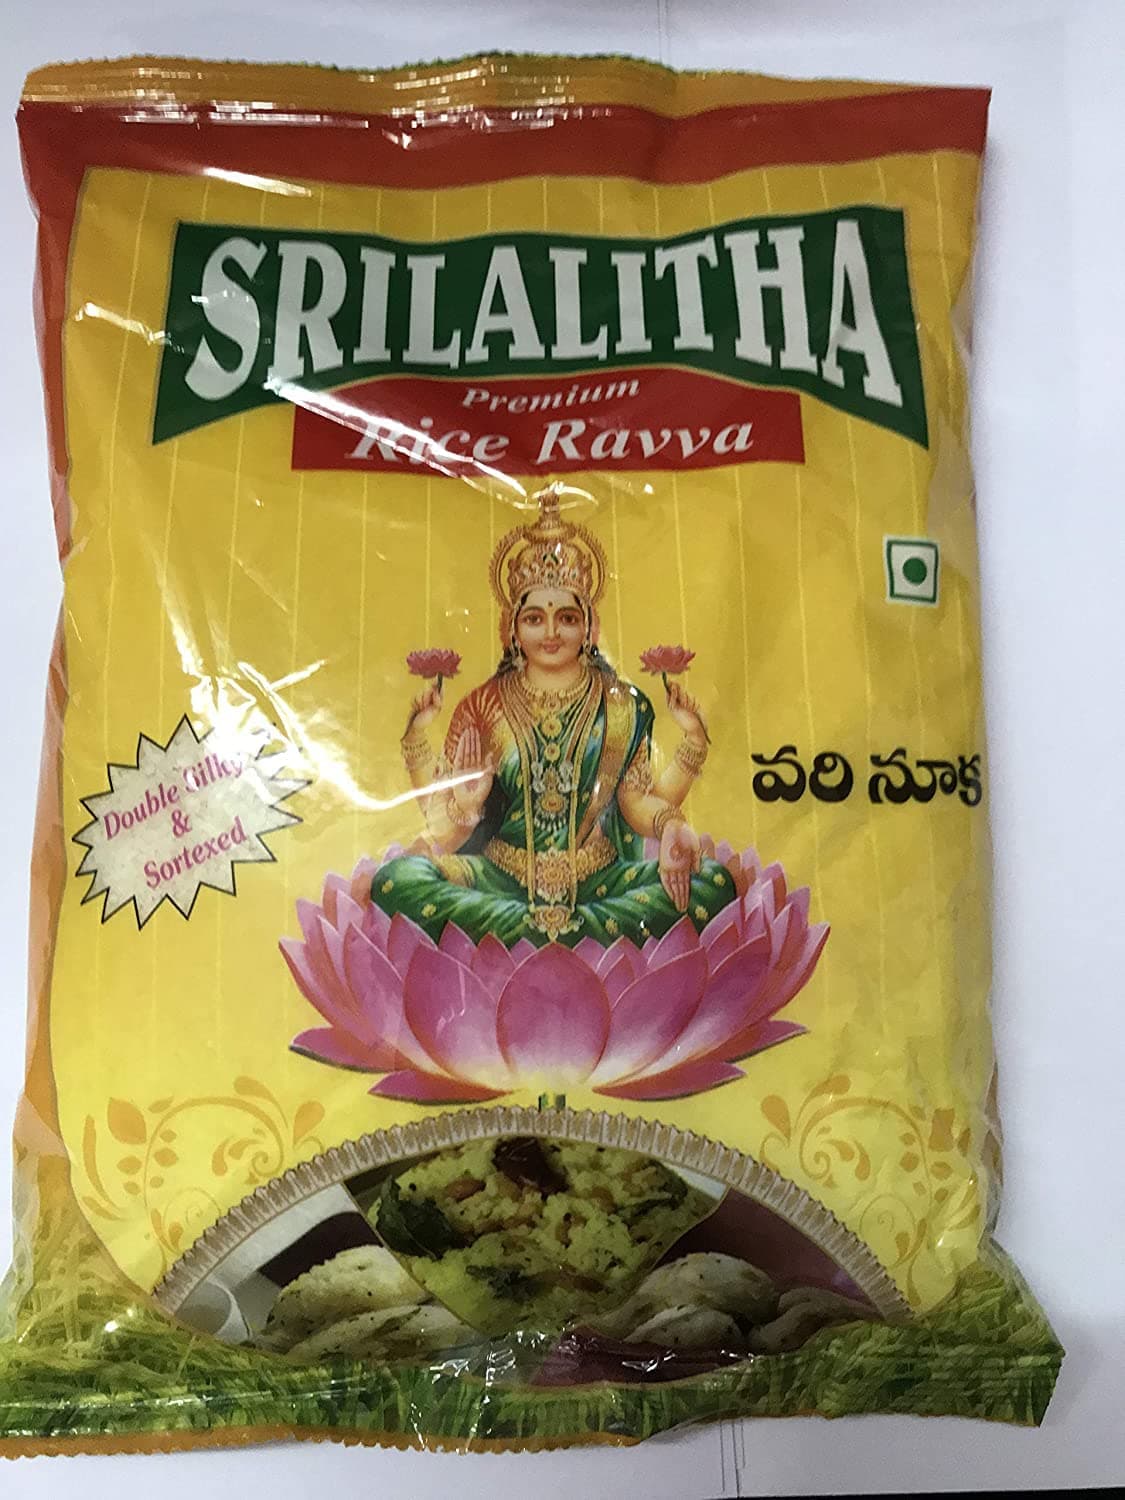 SRILALITHA
Premium
Rice Ravva
వరి నూక
Double Silky
&
Sortexed